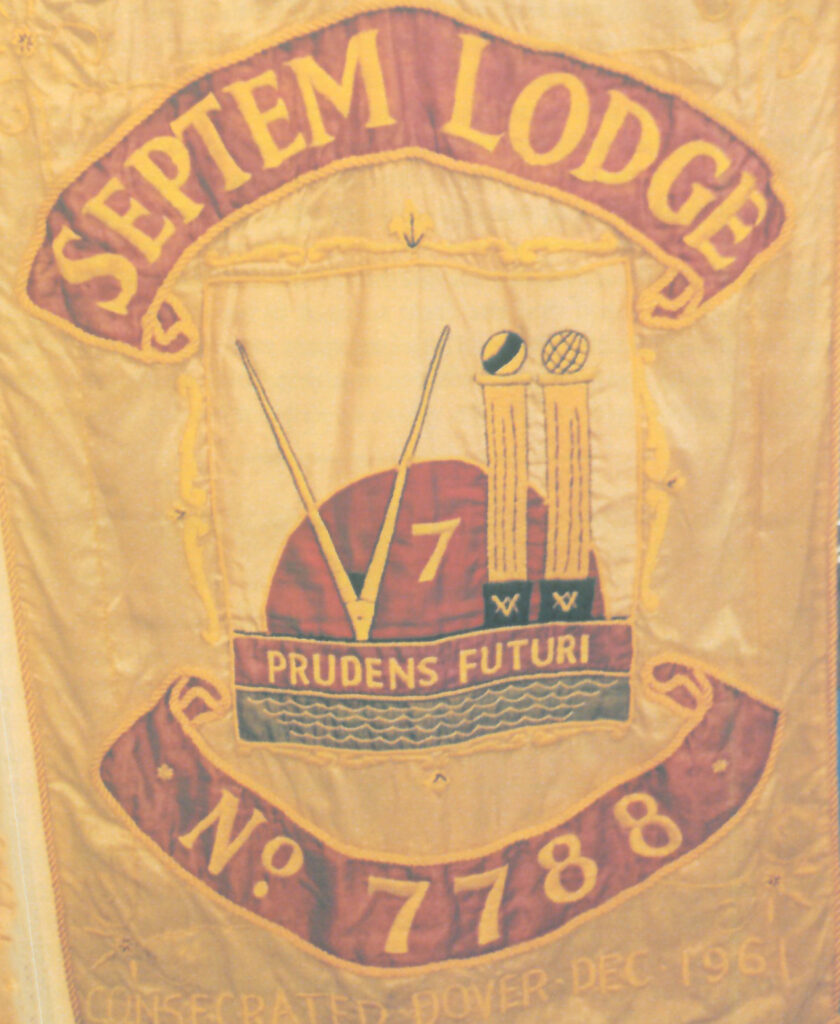 SEPTEM LODGE
7
PRUDENS FUTURI
No. 7788
CONSECRATED·DOVER·DEC·1961